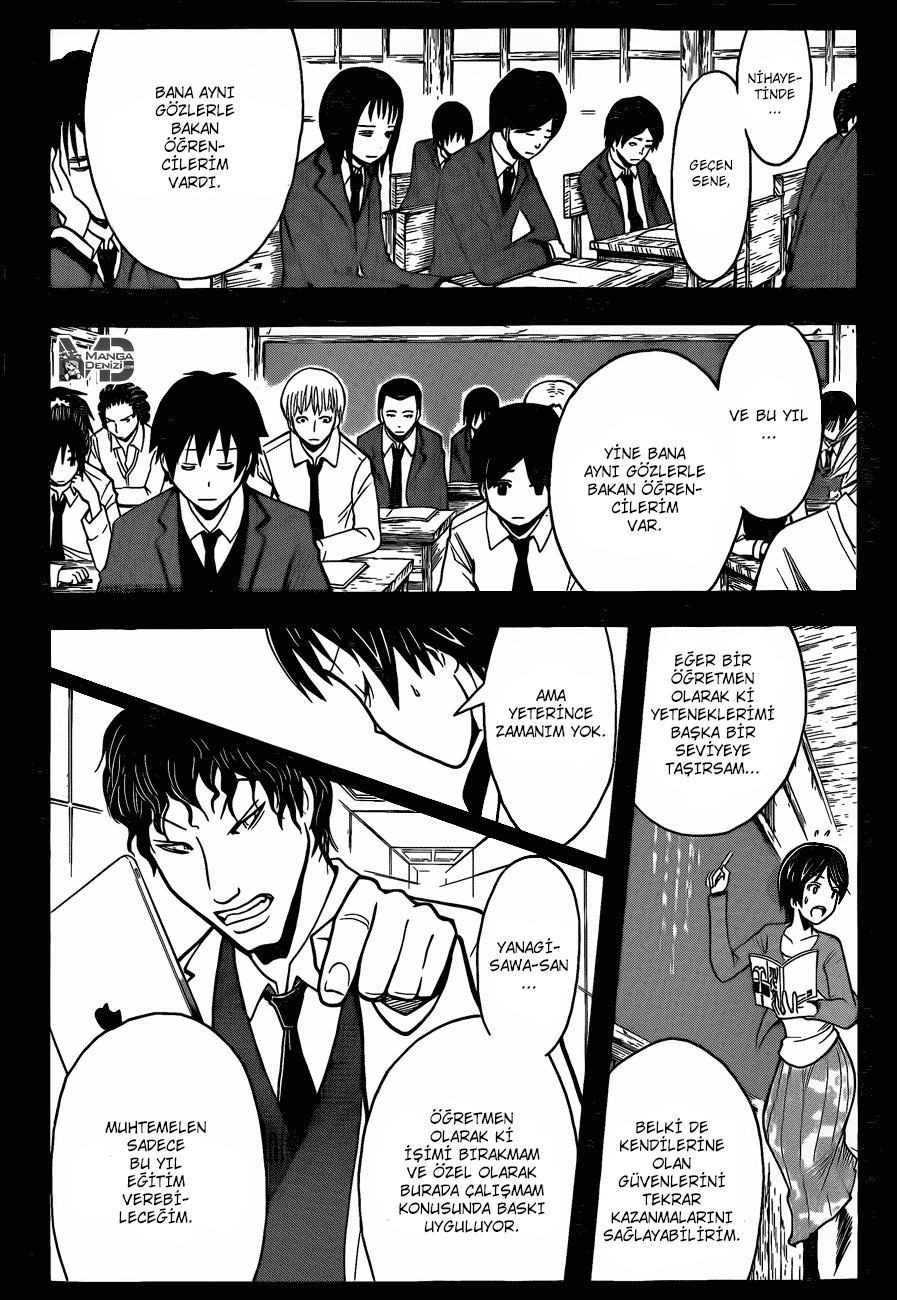 NİHAYE-
TİNDE
...
GEÇEN
SENE,
BANA AYNI
GÖZLERLE
BAKAN
ÖĞREN-
CİLERİM
VARDI.
MANGA
DENİZİ.com
VE BU YIL
...
YİNE BANA
AYNI GÖZLERLE
BAKAN ÖĞREN-
CİLERİM
VAR.
EĞER BİR
ÖĞRETMEN
OLARAK Kİ
YETENEKLERİMİ
BAŞKA BİR
SEVİYEYE
TAŞIRSAM...
BELKİ DE
KENDİLERİNE
OLAN
GÜVENLERİNİ
TEKRAR
KAZANMALARINI
SAĞLAYABİLİRİM.
AMA
YETERİNCE
ZAMANIM YOK.
YANAGİ-
SAWA-SAN
...
ÖĞRETMEN
OLARAK Kİ
İŞİMİ BIRAKMAM
VE ÖZEL OLARAK
BURADA ÇALIŞMAM
KONUSUNDA BASKI
UYGULUYOR.
MUHTEMELEN
SADECE
BU YIL
EĞİTİM
VEREBİ-
LECEĞİM.